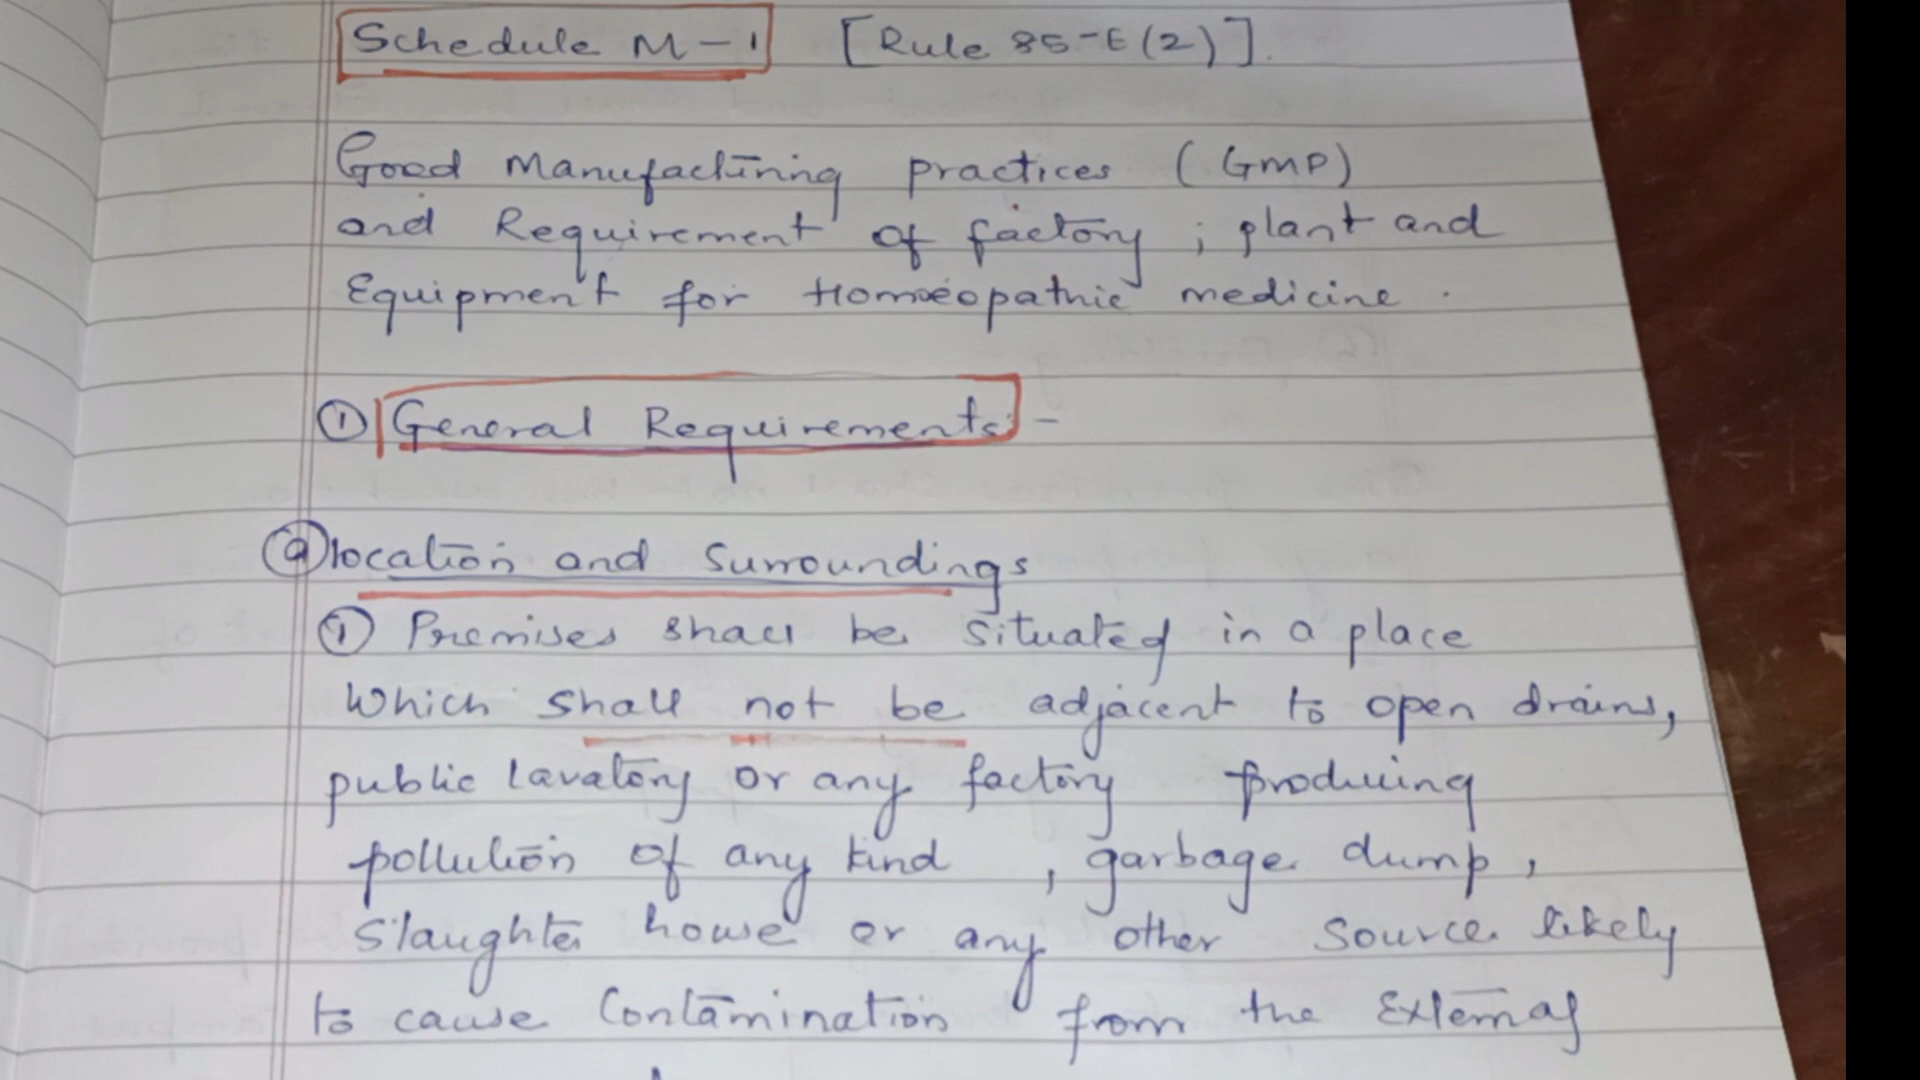 Schedule M-1 [Rule 85-E(2)].
Good Manufacturing practices (GMP)
and Requirement of factory ; plant and
Equipment for Homoeopathic medicine .
① General Requirements:-
ⓐ location and Surroundings
① Premises shall be situated in a place
Which shall not be adjacent to open drains,
public lavatory or any factory producing
pollution of any kind , garbage dump ,
Slaughter house or any other source likely
to cause Contamination from the External